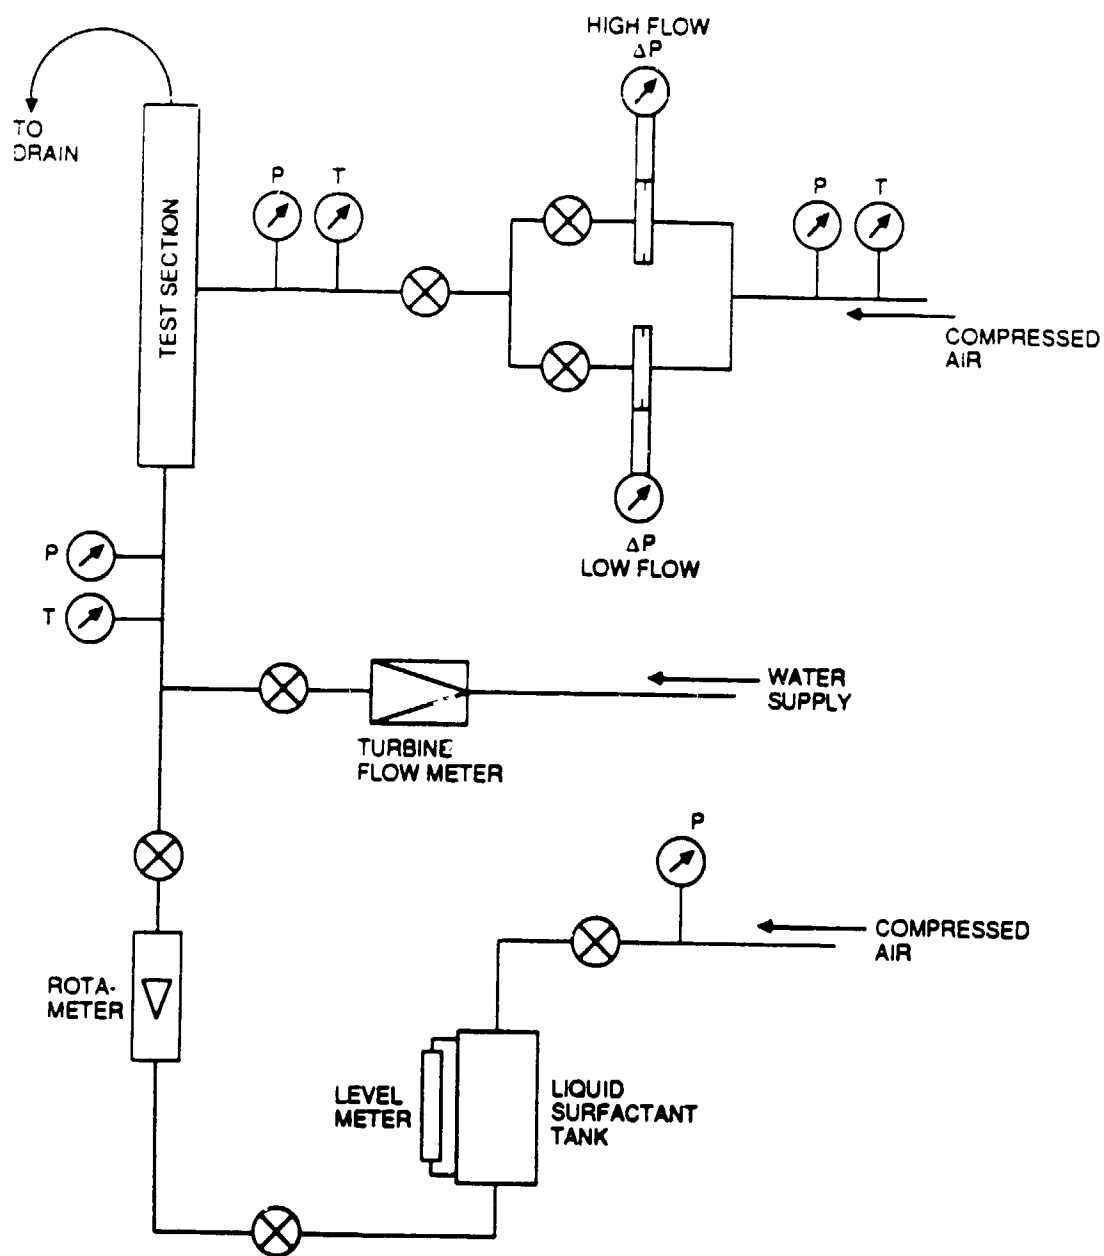 HIGH FLOW
ΔP
TO
DRAIN
P
T
P
T
TEST SECTION
COMPRESSED
AIR
ΔP
LOW FLOW
P
T
WATER
SUPPLY
TURBINE
FLOW METER
P
COMPRESSED
AIR
ROTA-
METER
LEVEL
METER
LIQUID
SURFACTANT
TANK